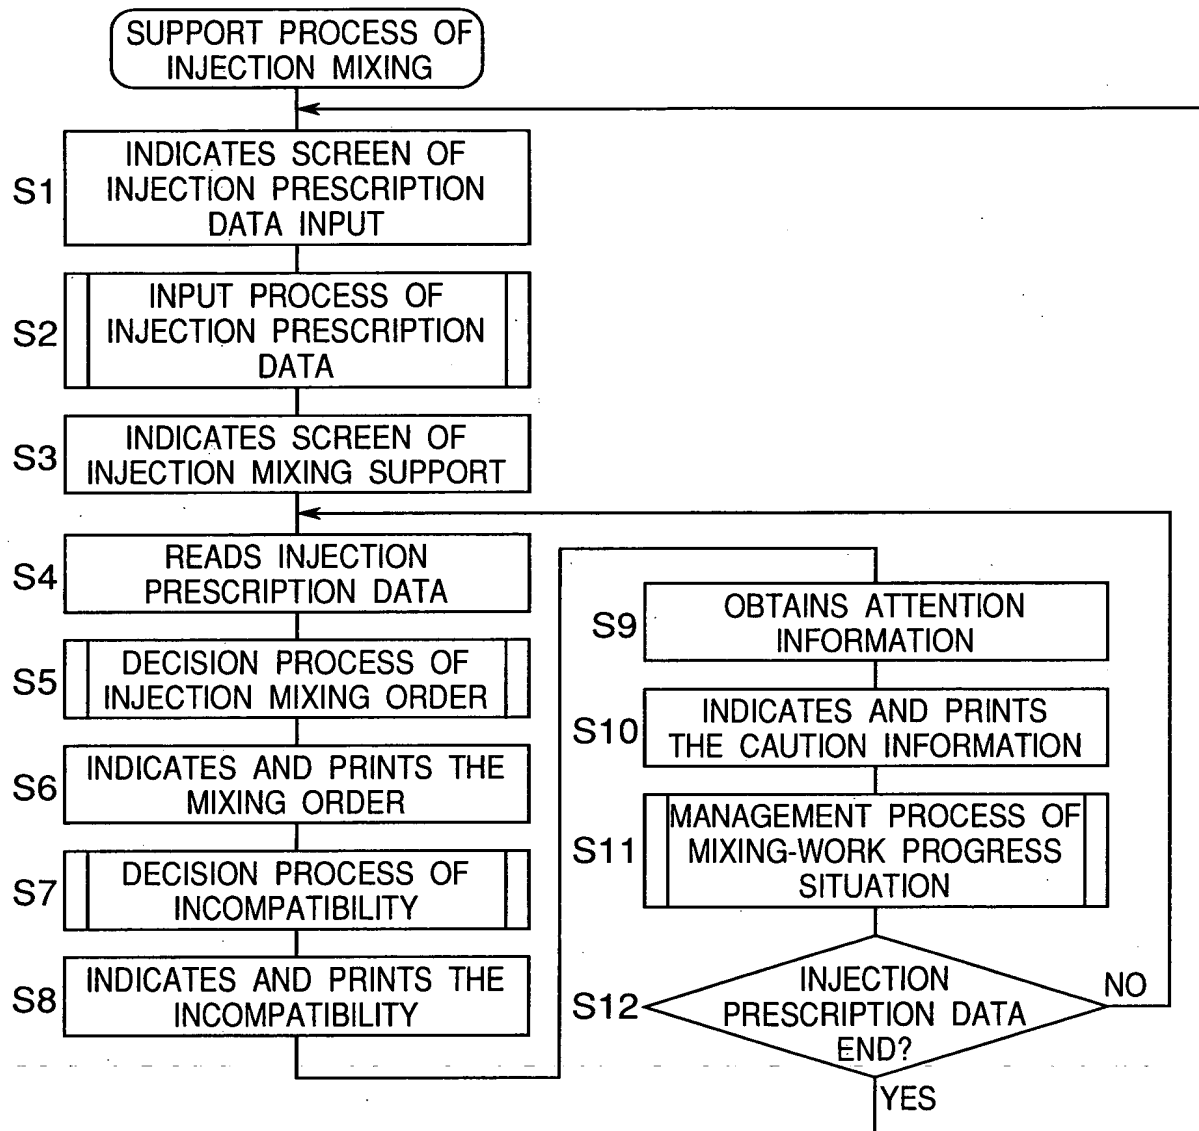 SUPPORT PROCESS OF
INJECTION MIXING
S1
INDICATES SCREEN OF
INJECTION PRESCRIPTION
DATA INPUT
S2
INPUT PROCESS OF
INJECTION PRESCRIPTION
DATA
S3
INDICATES SCREEN OF
INJECTION MIXING SUPPORT
S4
READS INJECTION
PRESCRIPTION DATA
S5
DECISION PROCESS OF
INJECTION MIXING ORDER
S6
INDICATES AND PRINTS THE
MIXING ORDER
S7
DECISION PROCESS OF
INCOMPATIBILITY
S8
INDICATES AND PRINTS THE
INCOMPATIBILITY
S9
OBTAINS ATTENTION
INFORMATION
S10
INDICATES AND PRINTS
THE CAUTION INFORMATION
S11
MANAGEMENT PROCESS OF
MIXING-WORK PROGRESS
SITUATION
S12
INJECTION
PRESCRIPTION DATA
END?
NO
YES